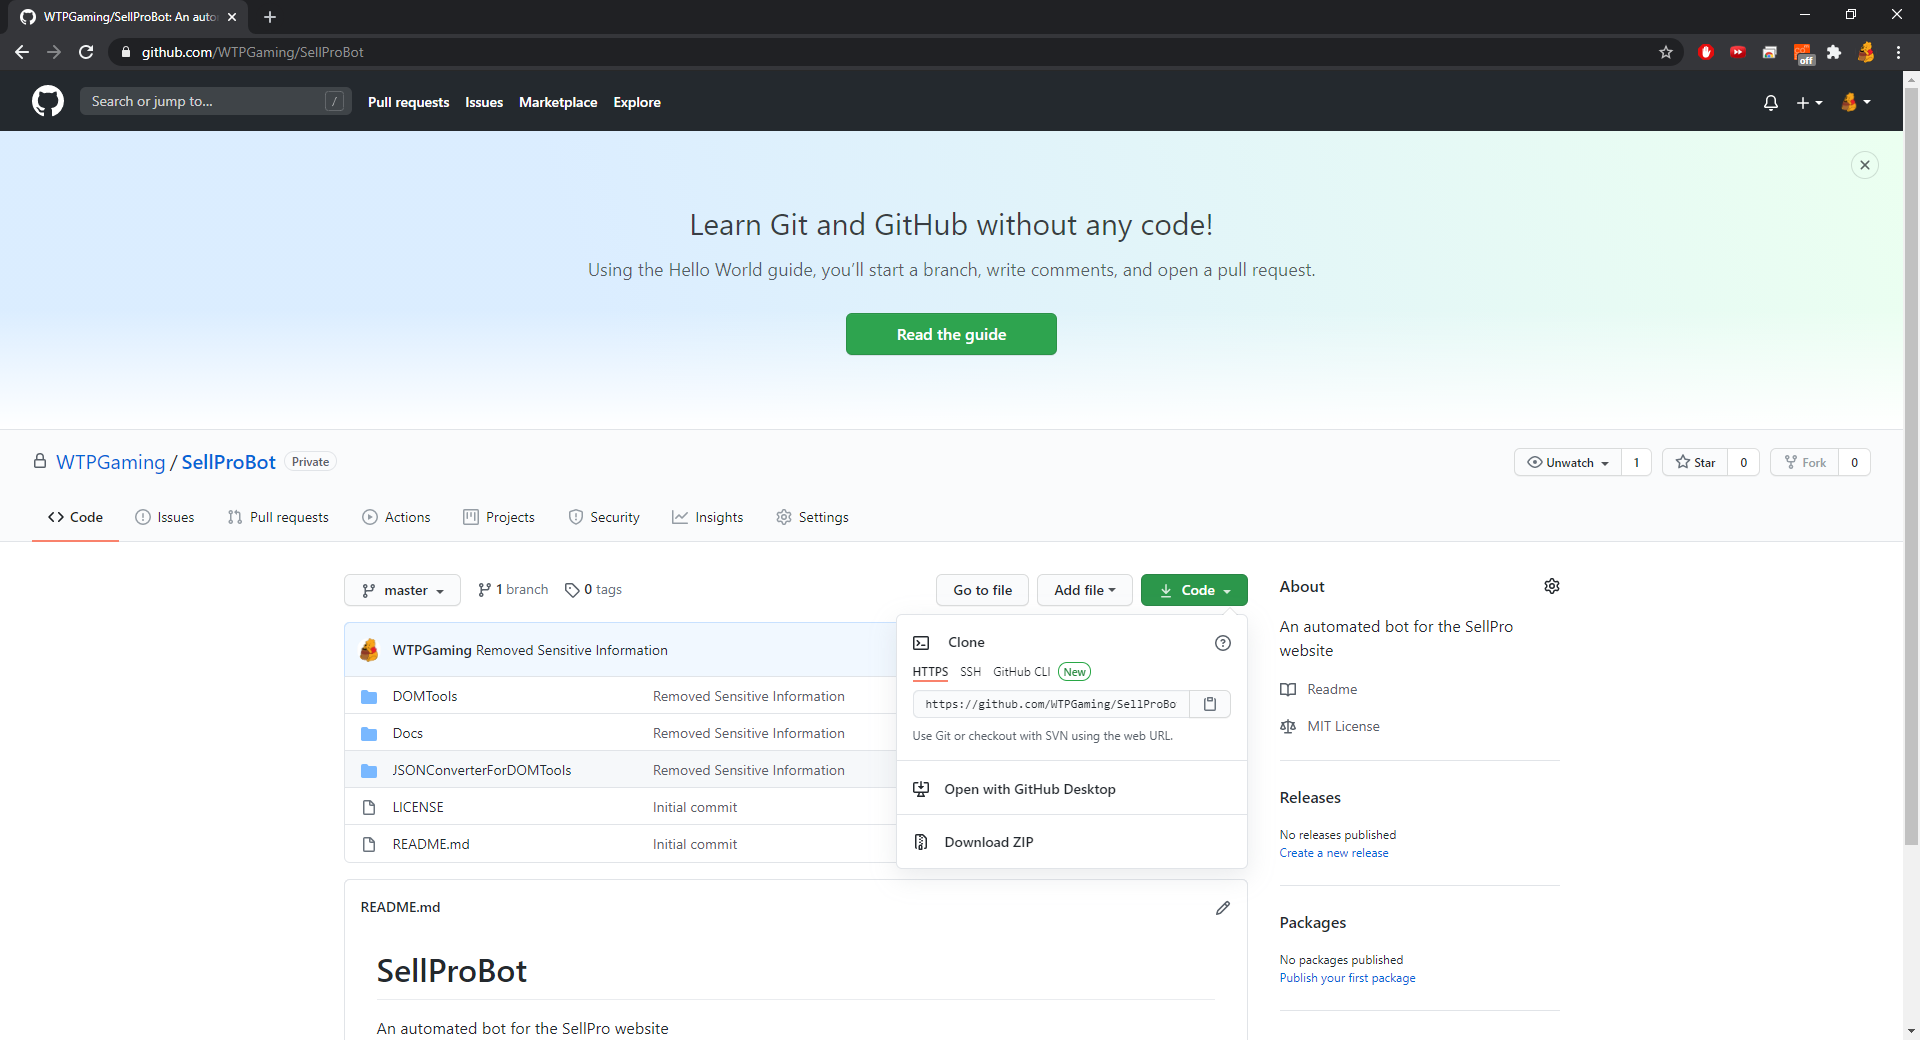 WTPGaming/SellProBot: An auto
github.com/WTPGaming/SellProBot
off
Search or jump to...
/
Pull requests
Issues
Marketplace
Explore
Learn Git and GitHub without any code!
Using the Hello World guide, you’ll start a branch, write comments, and open a pull request.
Read the guide
WTPGaming / SellProBot
Private
Unwatch
1
Star
0
Fork
0
Code
Issues
Pull requests
Actions
Projects
Security
Insights
Settings
master
1 branch
0 tags
Go to file
Add file
Code
WTPGaming Removed Sensitive Information
DOMTools
Removed Sensitive Information
Docs
Removed Sensitive Information
JSONConverterForDOMTools
Removed Sensitive Information
LICENSE
Initial commit
README.md
Initial commit
Clone
HTTPS
SSH
GitHub CLI
New
https://github.com/WTPGaming/SellProBo
Use Git or checkout with SVN using the web URL.
Open with GitHub Desktop
Download ZIP
README.md
SellProBot
An automated bot for the SellPro website
About
An automated bot for the SellPro
website
Readme
MIT License
Releases
No releases published
Create a new release
Packages
No packages published
Publish your first package